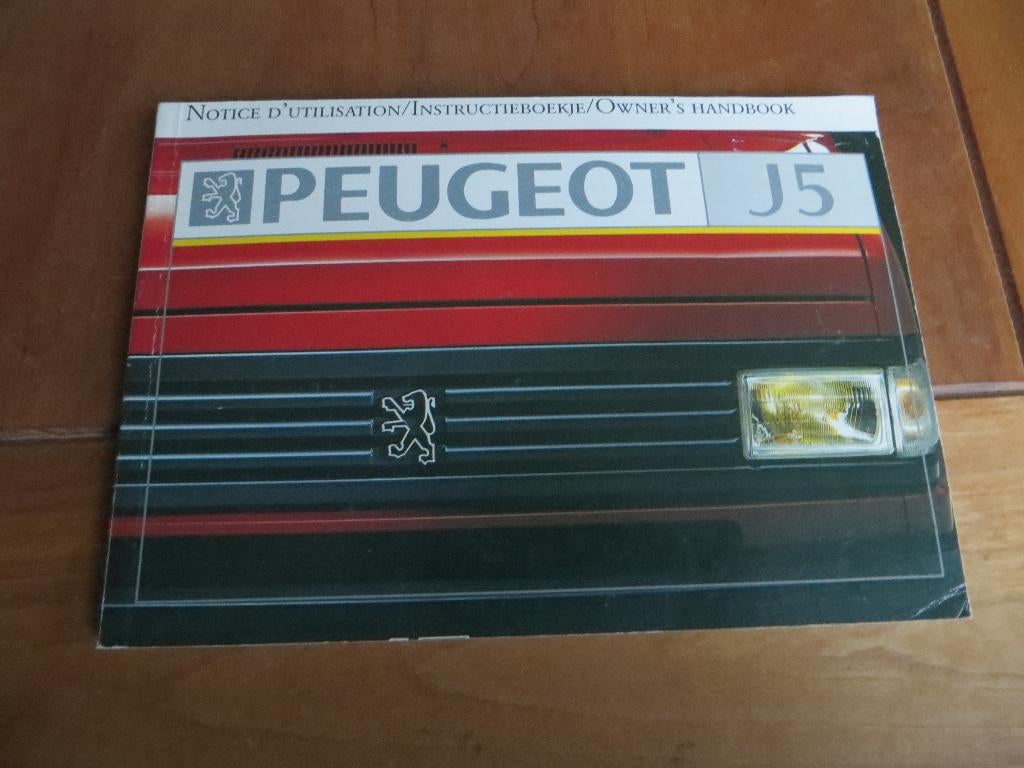 Notice d'utilisation/Instructieboekje/Owner's handbook
PEUGEOT J5